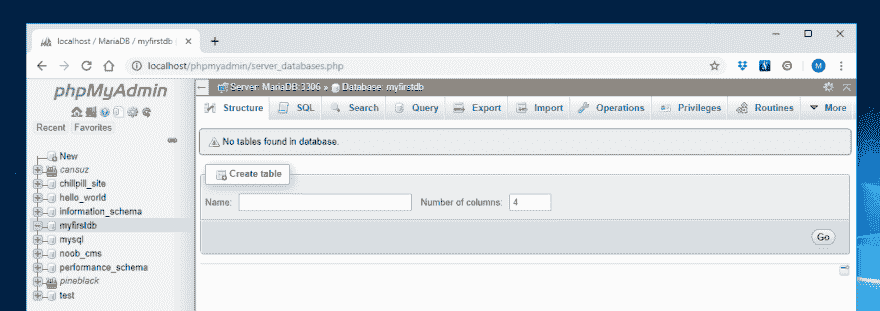 localhost / MariaDB / myfirstdb
localhost/phpmyadmin/server_databases.php
M
phpMyAdmin
Server: MariaDB:3306 » Database: myfirstdb
Structure SQL Search Query Export Import Operations Privileges Routines More
Recent Favorites
No tables found in database.
New
cansuz
Create table
chillpill_site
hello_world
Name: Number of columns: 4
information_schema
myfirstdb
mysql
Go
noob_cms
performance_schema
pineblack
test